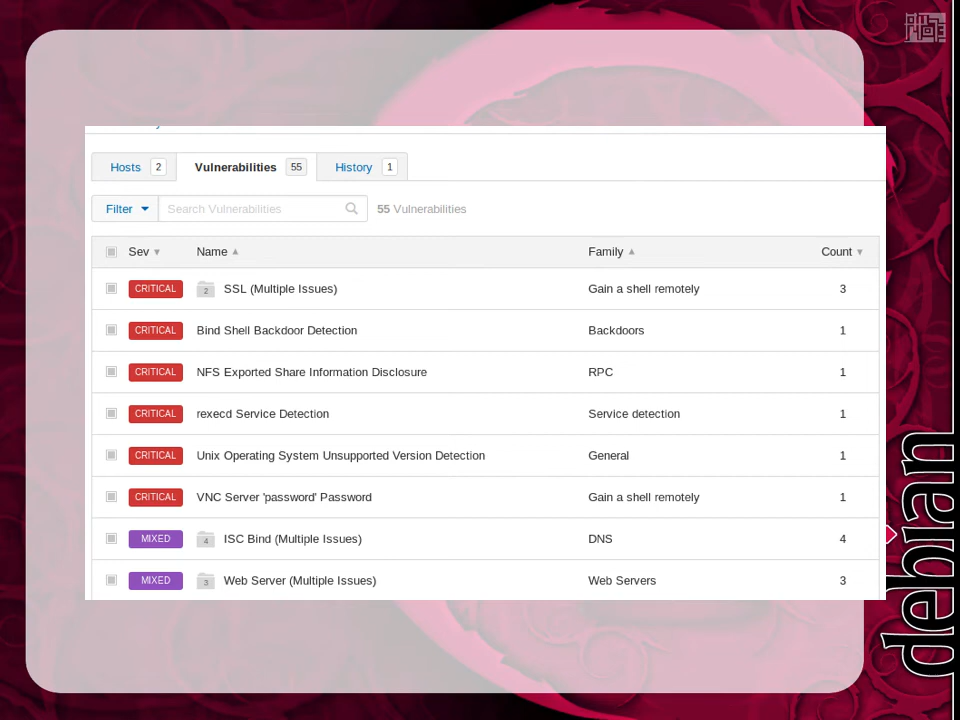 Hosts 2 Vulnerabilities 55 History 1
Filter Search Vulnerabilities 55 Vulnerabilities
Sev Name Family Count
CRITICAL 2 SSL (Multiple Issues) Gain a shell remotely 3
CRITICAL Bind Shell Backdoor Detection Backdoors 1
CRITICAL NFS Exported Share Information Disclosure RPC 1
CRITICAL rexecd Service Detection Service detection 1
CRITICAL Unix Operating System Unsupported Version Detection General 1
CRITICAL VNC Server 'password' Password Gain a shell remotely 1
MIXED 4 ISC Bind (Multiple Issues) DNS 4
MIXED 3 Web Server (Multiple Issues) Web Servers 3
debian